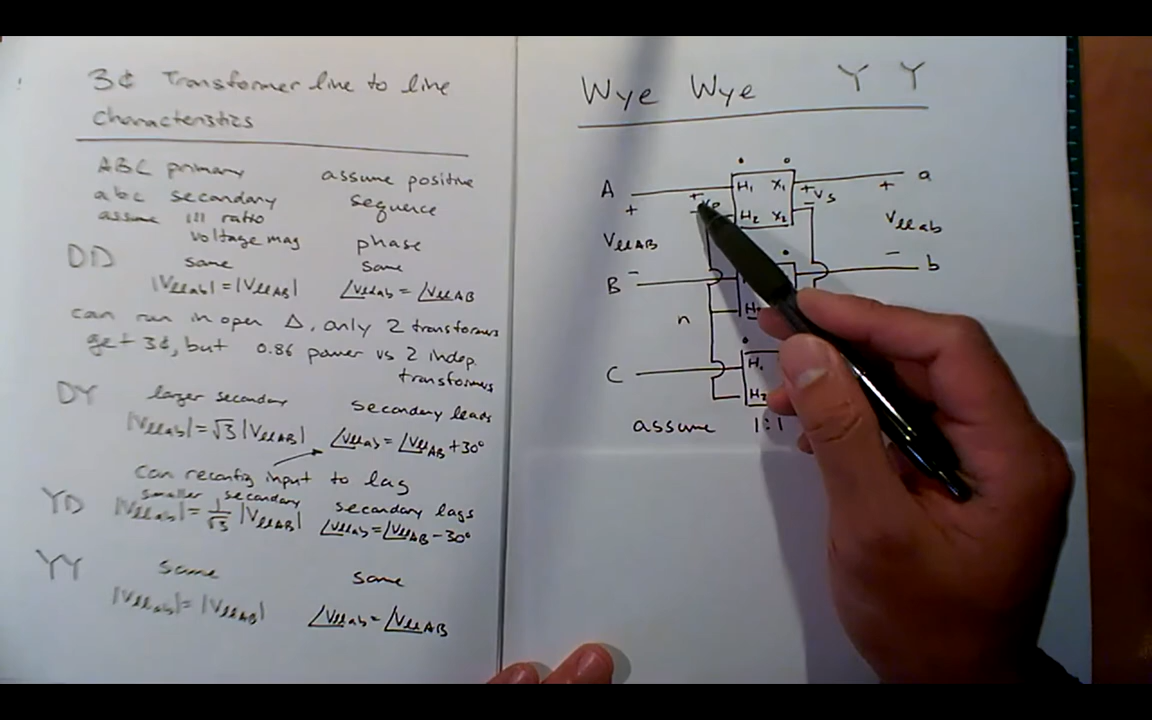 3¢ Transformer line to line
Characteristics
ABC primary assume positive
abc secondary sequence
assume 1:1 ratio
voltage mag phase
DD same same
|Vllab| = |VllAB| ∠Vllab = ∠VllAB
can run in open Δ, only 2 transformers
get 3¢, but 0.86 power vs 2 indep.
transformers
DY larger secondary secondary leads
|Vllab| = √3 |VllAB| ∠Vllab = ∠VllAB + 30°
can reconfig input to lag
smaller secondary secondary lags
YD |Vllab| = 1/√3 |VllAB| ∠Vllab = ∠VllAB - 30°
YY same same
|Vllab| = |VllAB| ∠Vllab = ∠VllAB
Wye Wye Y Y
A + H1 X1 + Vs + a
H2 X2 -
VllAB Vllab
B - - b
n
C H1
H2
assume 1:1